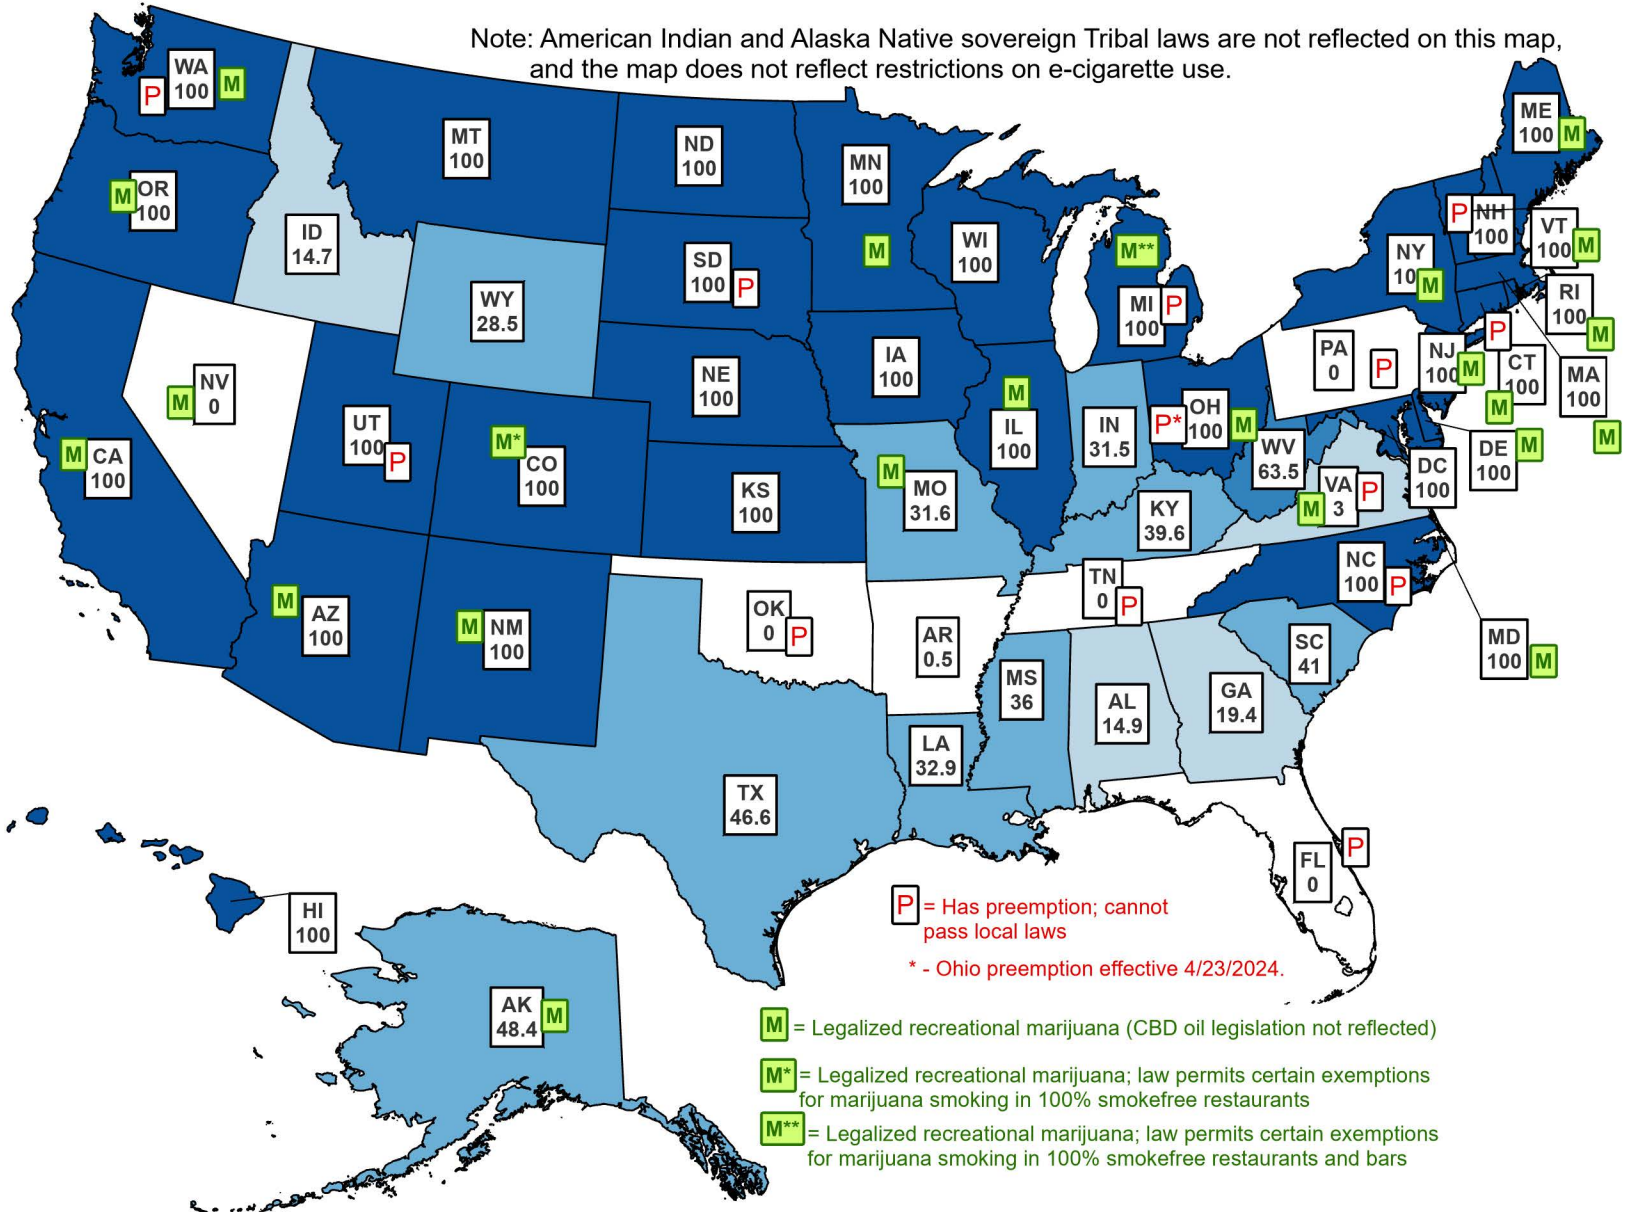 Note: American Indian and Alaska Native sovereign Tribal laws are not reflected on this map,
and the map does not reflect restrictions on e-cigarette use.
WA
100
P
M
MT
100
ND
100
MN
100
M
ME
100
M
M
OR
100
ID
14.7
WY
28.5
SD
100
P
WI
100
M**
MI
100
P
NY
10
M
P
NH
100
VT
100
M
RI
100
M
M
NV
0
UT
100
P
M*
CO
100
NE
100
IA
100
M
IL
100
IN
31.5
P*
OH
100
M
PA
0
P
NJ
100
M
P
CT
100
M
MA
100
M
M
CA
100
KS
100
M
MO
31.6
KY
39.6
WV
63.5
M
VA
3
P
DC
100
DE
100
M
M
AZ
100
M
NM
100
OK
0
P
AR
0.5
TN
0
P
NC
100
P
SC
41
MD
100
M
TX
46.6
LA
32.9
MS
36
AL
14.9
GA
19.4
FL
0
P
HI
100
AK
48.4
M
P = Has preemption; cannot
pass local laws
* - Ohio preemption effective 4/23/2024.
M = Legalized recreational marijuana (CBD oil legislation not reflected)
M* = Legalized recreational marijuana; law permits certain exemptions
for marijuana smoking in 100% smokefree restaurants
M** = Legalized recreational marijuana; law permits certain exemptions
for marijuana smoking in 100% smokefree restaurants and bars